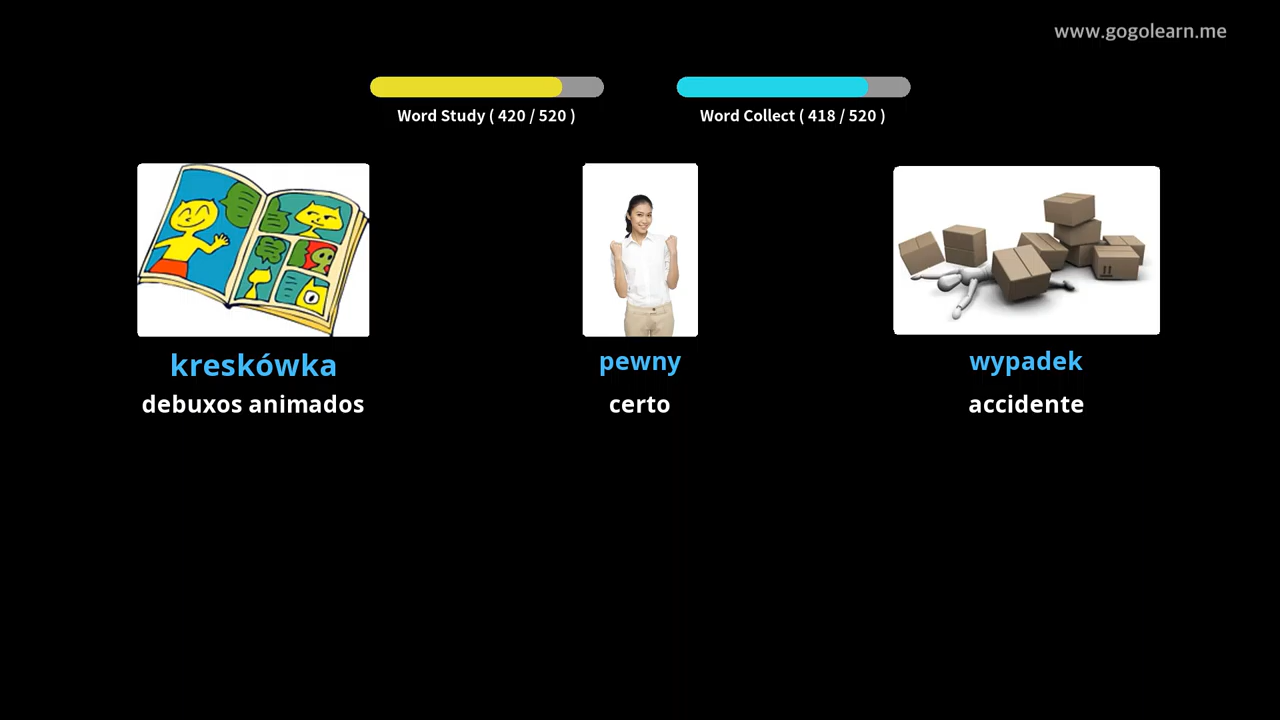 www.gogolearn.me
Word Study ( 420 / 520 )
Word Collect ( 418 / 520 )
kreskówka
debuxos animados
pewny
certo
wypadek
accidente